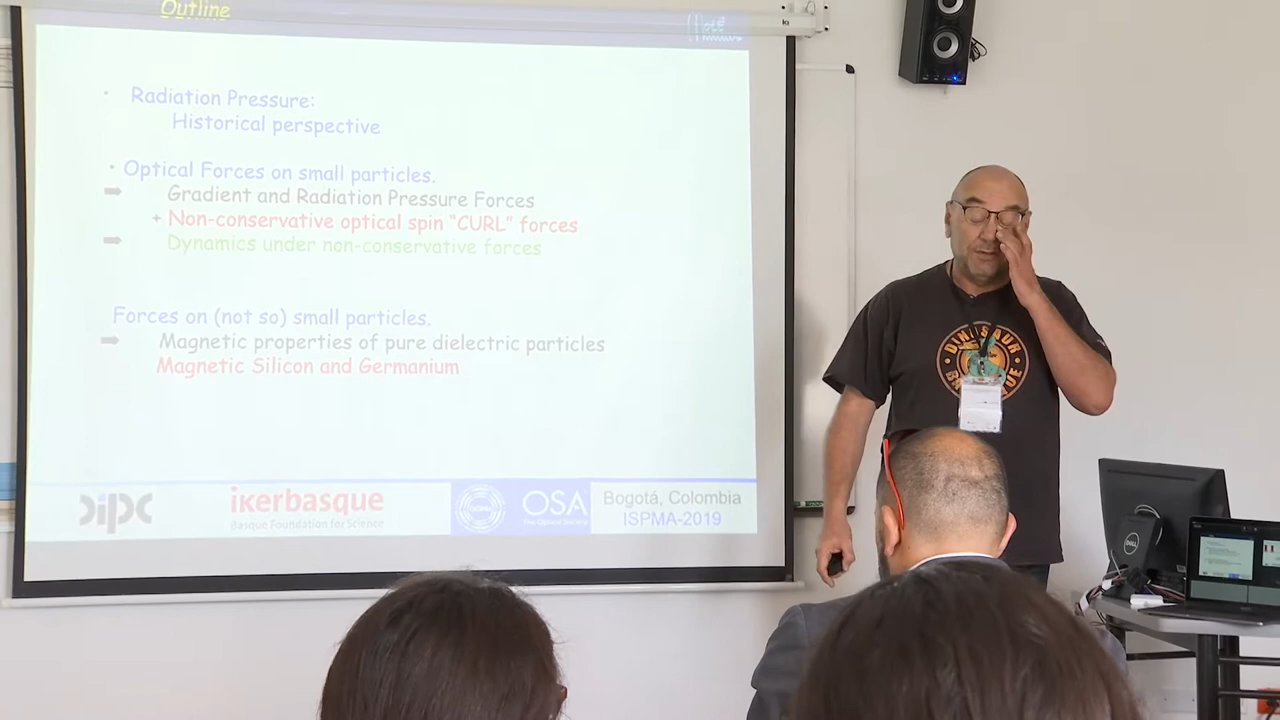 Outline
• Radiation Pressure:
Historical perspective
• Optical Forces on small particles.
Gradient and Radiation Pressure Forces
+ Non-conservative optical spin “CURL” forces
Dynamics under non-conservative forces
Forces on (not so) small particles.
Magnetic properties of pure dielectric particles
Magnetic Silicon and Germanium
dipc
ikerbasque
Basque Foundation for Science
OSA
The Optical Society
Bogotá, Colombia
ISPMA-2019
DINOSAUR
DELL